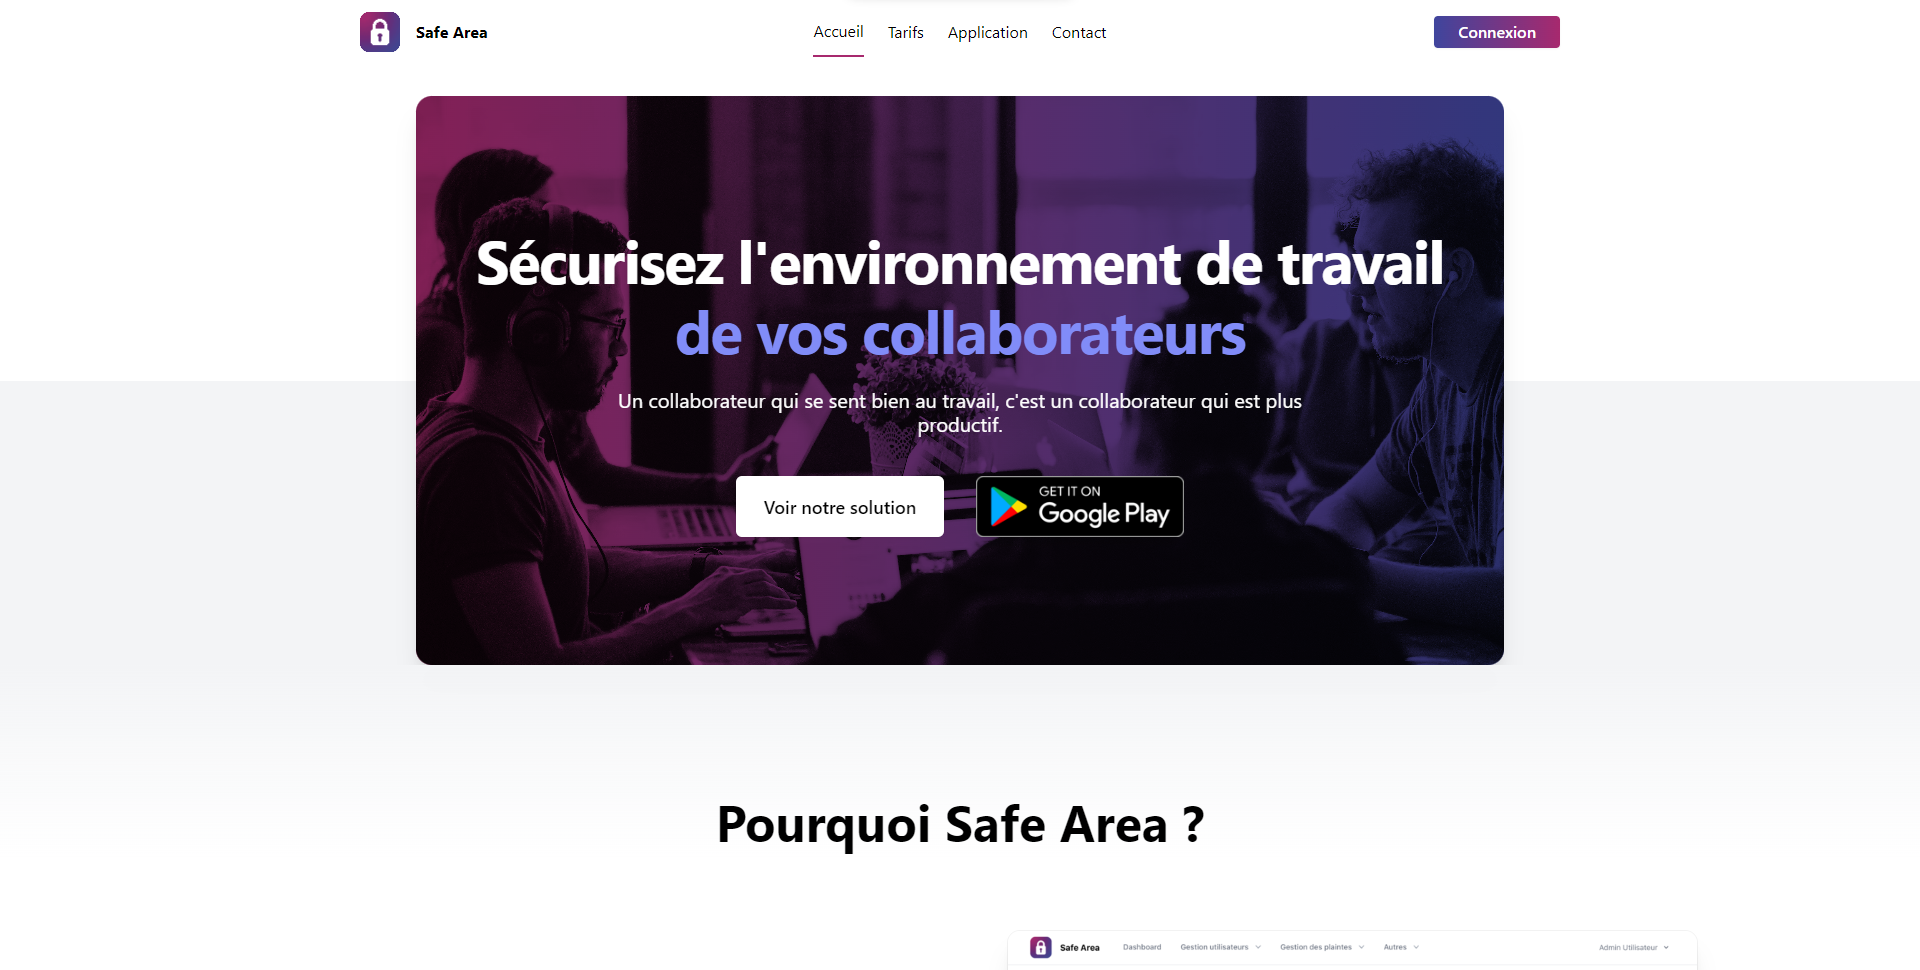 Safe Area
Accueil
Tarifs
Application
Contact
Connexion
Sécurisez l'environnement de travail
de vos collaborateurs
Un collaborateur qui se sent bien au travail, c'est un collaborateur qui est plus
productif.
Voir notre solution
GET IT ON
Google Play
Pourquoi Safe Area ?
Safe Area
Dashboard
Gestion utilisateurs
Gestion des plaintes
Autres
Admin Utilisateur